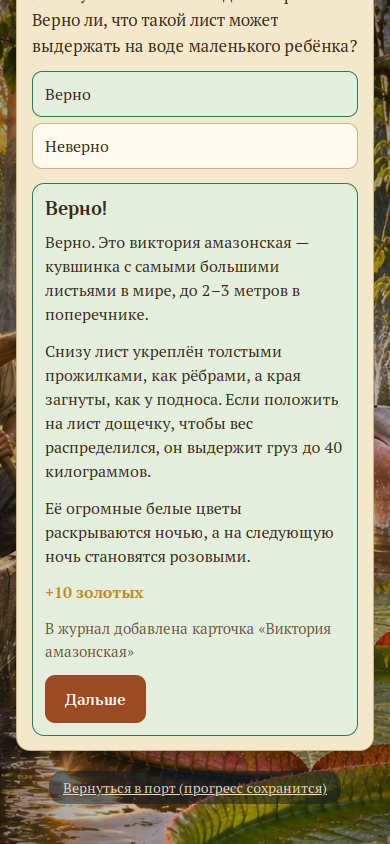 Верно ли, что такой лист может
выдержать на воде маленького ребёнка?
Верно
Неверно
Верно!
Верно. Это виктория амазонская —
кувшинка с самыми большими
листьями в мире, до 2–3 метров в
поперечнике.
Снизу лист укреплён толстыми
прожилками, как рёбрами, а края
загнуты, как у подноса. Если положить
на лист дощечку, чтобы вес
распределился, он выдержит груз до 40
килограммов.
Её огромные белые цветы
раскрываются ночью, а на следующую
ночь становятся розовыми.
+10 золотых
В журнал добавлена карточка «Виктория
амазонская»
Дальше
Вернуться в порт (прогресс сохранится)